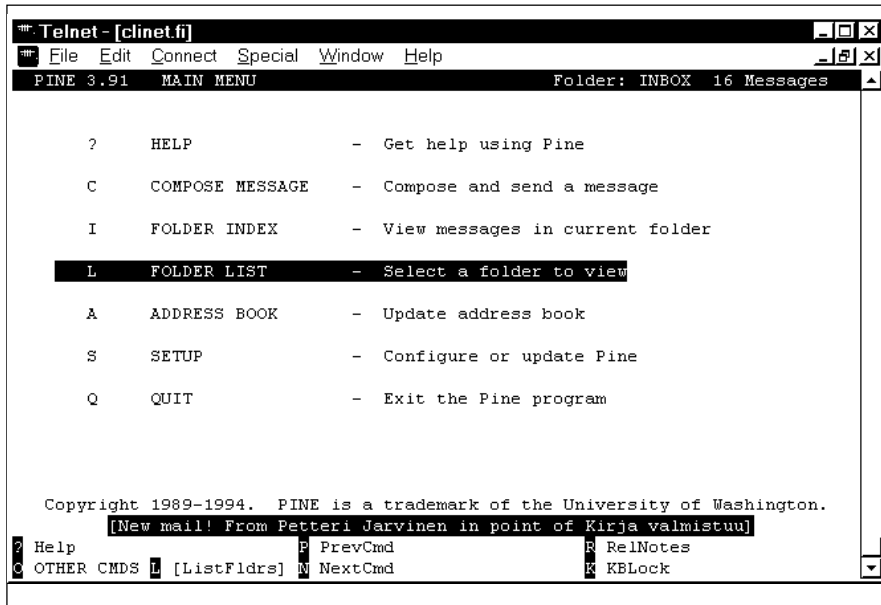 Telnet - [clinet.fi]
File Edit Connect Special Window Help
PINE 3.91 MAIN MENU Folder: INBOX 16 Messages
? HELP - Get help using Pine
C COMPOSE MESSAGE - Compose and send a message
I FOLDER INDEX - View messages in current folder
L FOLDER LIST - Select a folder to view
A ADDRESS BOOK - Update address book
S SETUP - Configure or update Pine
Q QUIT - Exit the Pine program
Copyright 1989-1994. PINE is a trademark of the University of Washington.
[New mail! From Petteri Jarvinen in point of Kirja valmistuu]
? Help P PrevCmd R RelNotes
O OTHER CMDS L [ListFldrs] N NextCmd K KBLock